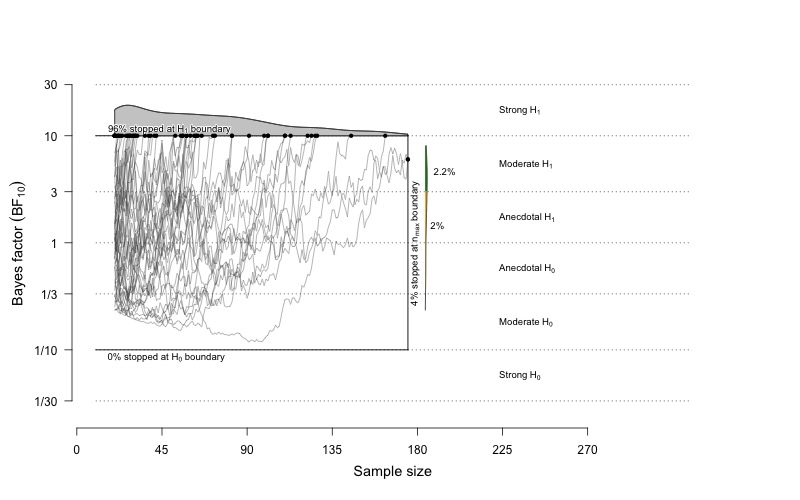 30
10
3
1
1/3
1/10
1/30
Bayes factor (BF₁₀)
96% stopped at H₁ boundary
0% stopped at H₀ boundary
4% stopped at nₘₐₓ boundary
2.2%
2%
Strong H₁
Moderate H₁
Anecdotal H₁
Anecdotal H₀
Moderate H₀
Strong H₀
0 45 90 135 180 225 270
Sample size